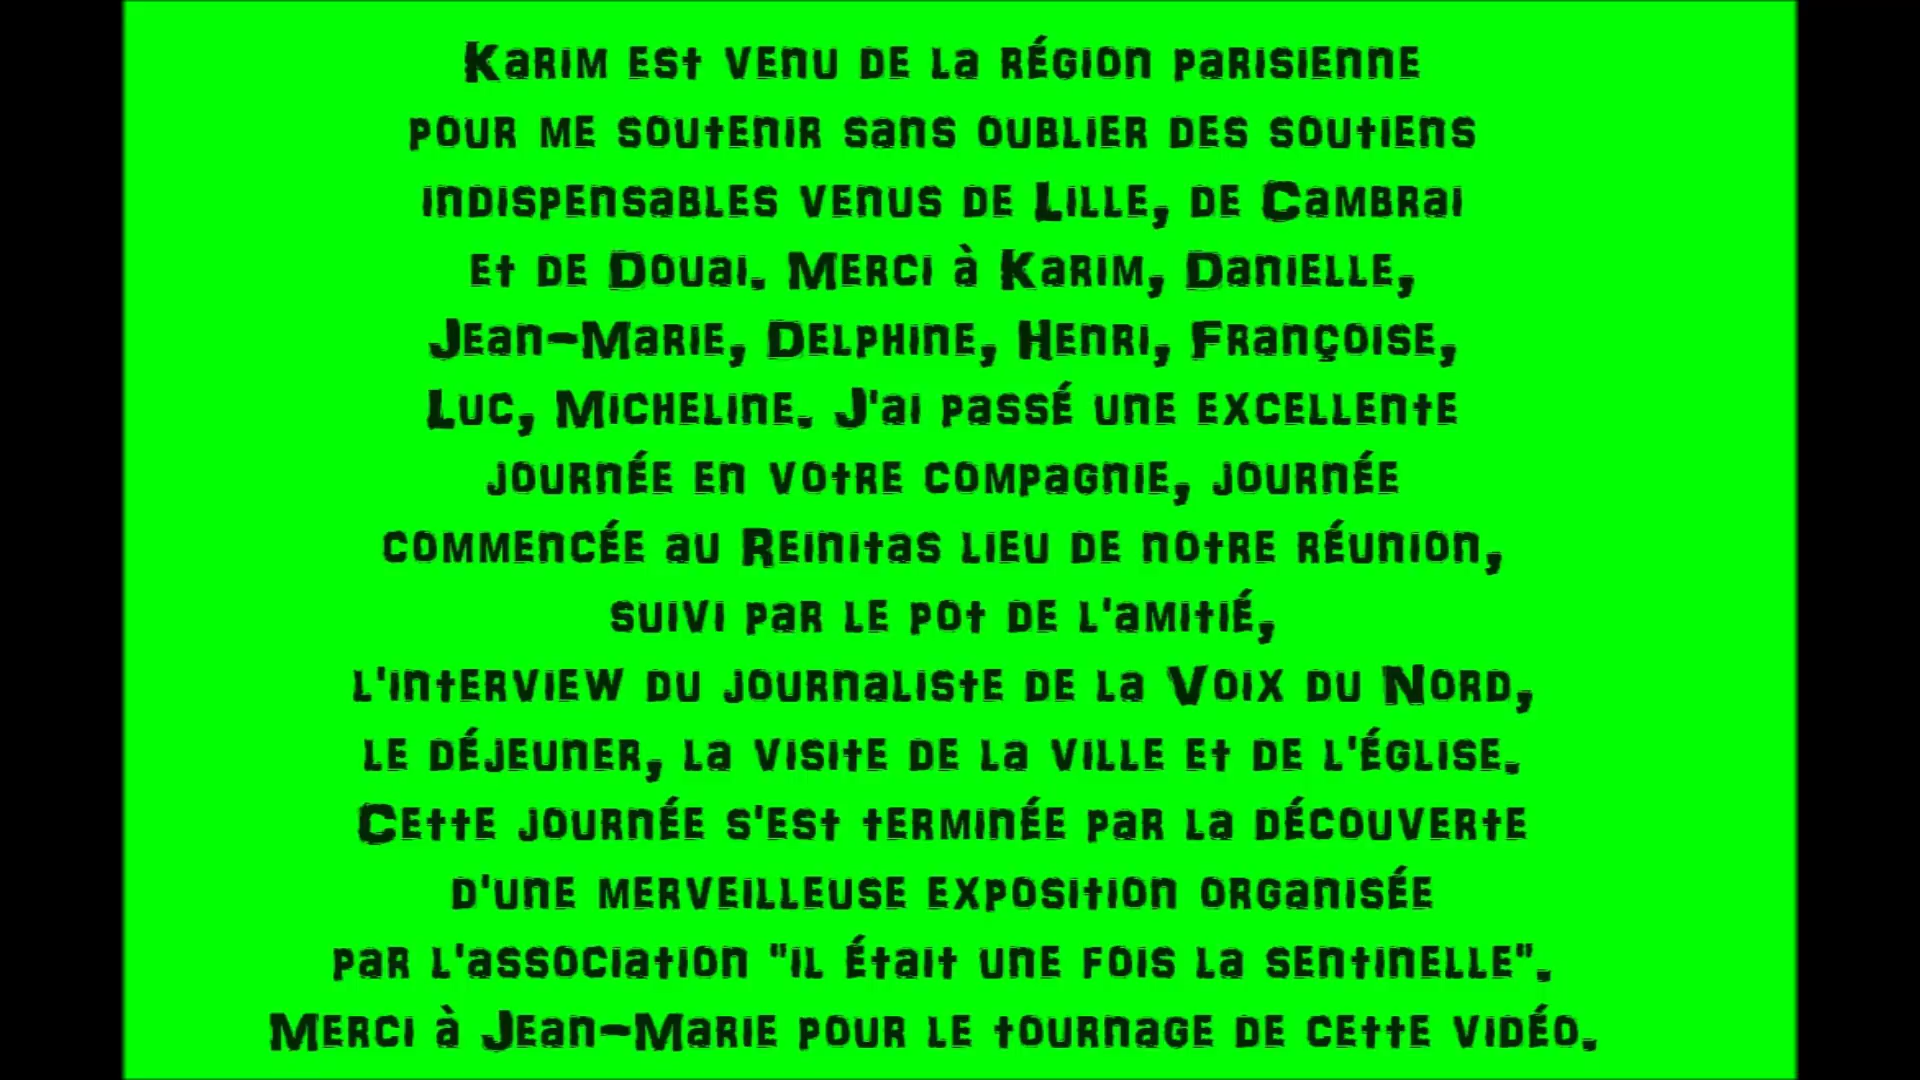 Karim est venu de la région parisienne
pour me soutenir sans oublier des soutiens
indispensables venus de Lille, de Cambrai
et de Douai. Merci à Karim, Danielle,
Jean-Marie, Delphine, Henri, Françoise,
Luc, Micheline. J'ai passé une excellente
journée en votre compagnie, journée
commencée au Reinitas lieu de notre réunion,
suivi par le pot de l'amitié,
l'interview du journaliste de la Voix du Nord,
le déjeuner, la visite de la ville et de l'église.
Cette journée s'est terminée par la découverte
d'une merveilleuse exposition organisée
par l'association "il était une fois la sentinelle".
Merci à Jean-Marie pour le tournage de cette vidéo.